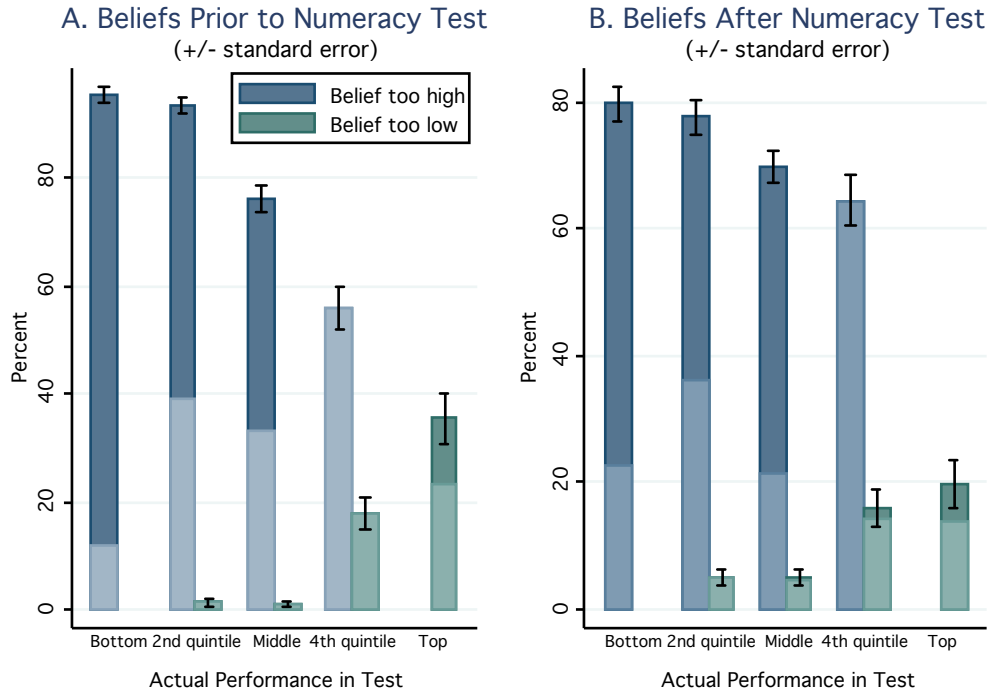 A. Beliefs Prior to Numeracy Test
(+/- standard error)
Belief too high
Belief too low
80
60
40
20
0
Percent
Bottom 2nd quintile Middle 4th quintile Top
Actual Performance in Test
B. Beliefs After Numeracy Test
(+/- standard error)
80
60
40
20
0
Percent
Bottom 2nd quintile Middle 4th quintile Top
Actual Performance in Test